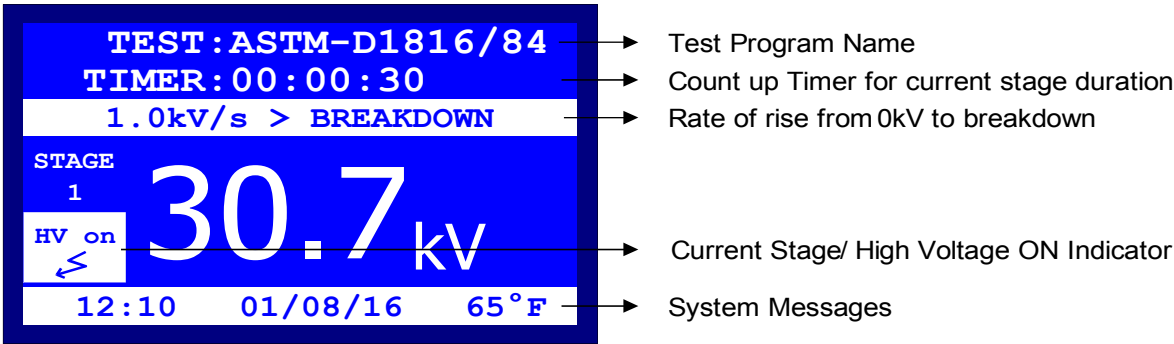 TEST:ASTM-D1816/84
Test Program Name
TIMER:00:00:30
Count up Timer for current stage duration
1.0kV/s > BREAKDOWN
Rate of rise from 0kV to breakdown
STAGE
1
30.7kV
HV on
Current Stage/ High Voltage ON Indicator
12:10 01/08/16 65°F
System Messages